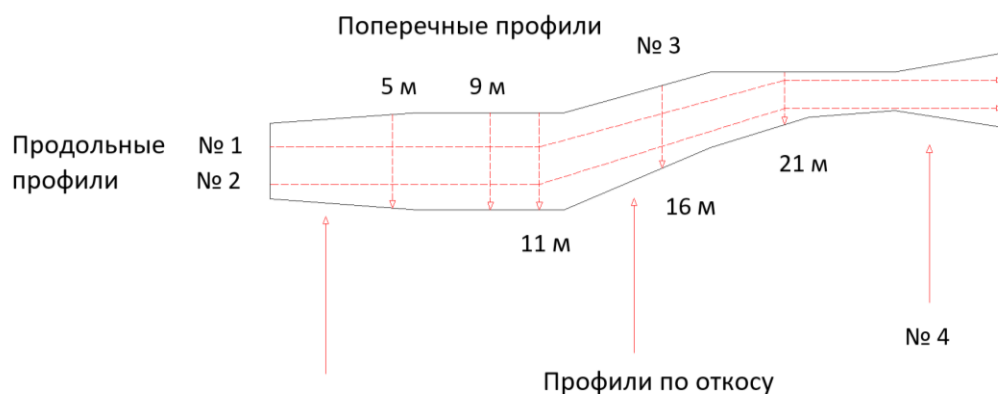 Поперечные профили
№ 3
5 м
9 м
Продольные
профили
№ 1
№ 2
21 м
16 м
11 м
№ 4
Профили по откосу